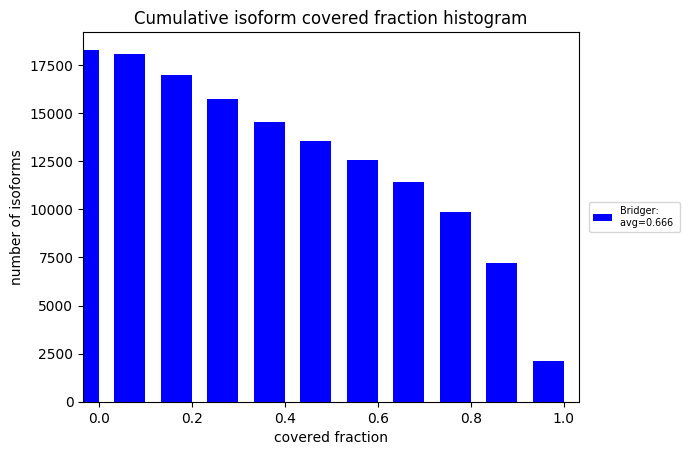 Cumulative isoform covered fraction histogram
number of isoforms
17500
15000
12500
10000
7500
5000
2500
0
0.0 0.2 0.4 0.6 0.8 1.0
covered fraction
Bridger:
avg=0.666